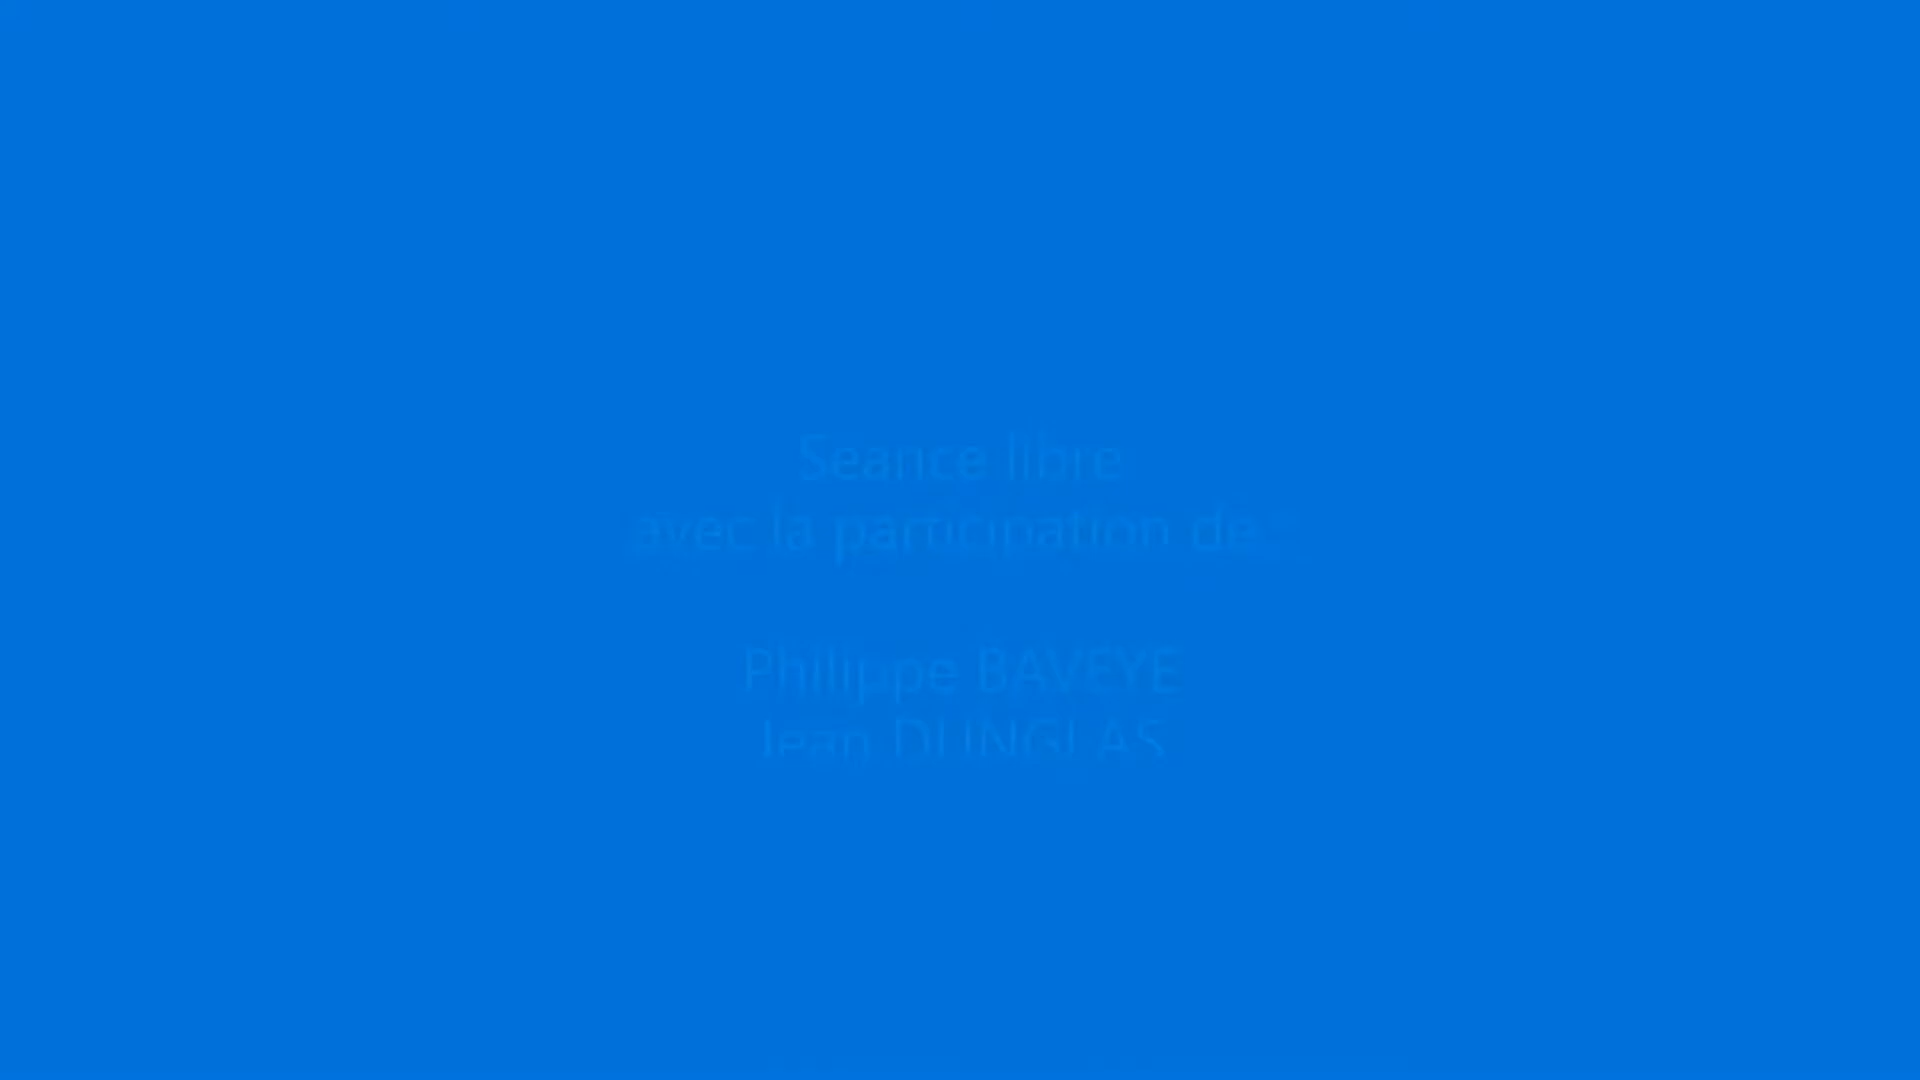 Seance libre
avec la participation de :
Philippe BAVEYE
Jean DUNGLAS